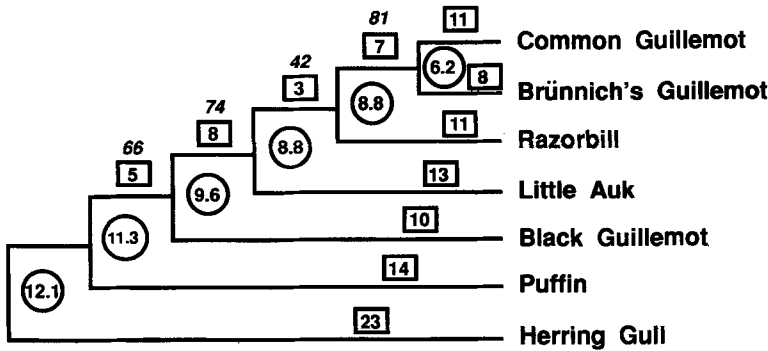 81 11
7 Common Guillemot
42 6.2 8
3 8.8 Brünnich's Guillemot
74 11
8 8.8 Razorbill
66 13
5 9.6 Little Auk
10
11.3 Black Guillemot
14
12.1 Puffin
23
Herring Gull